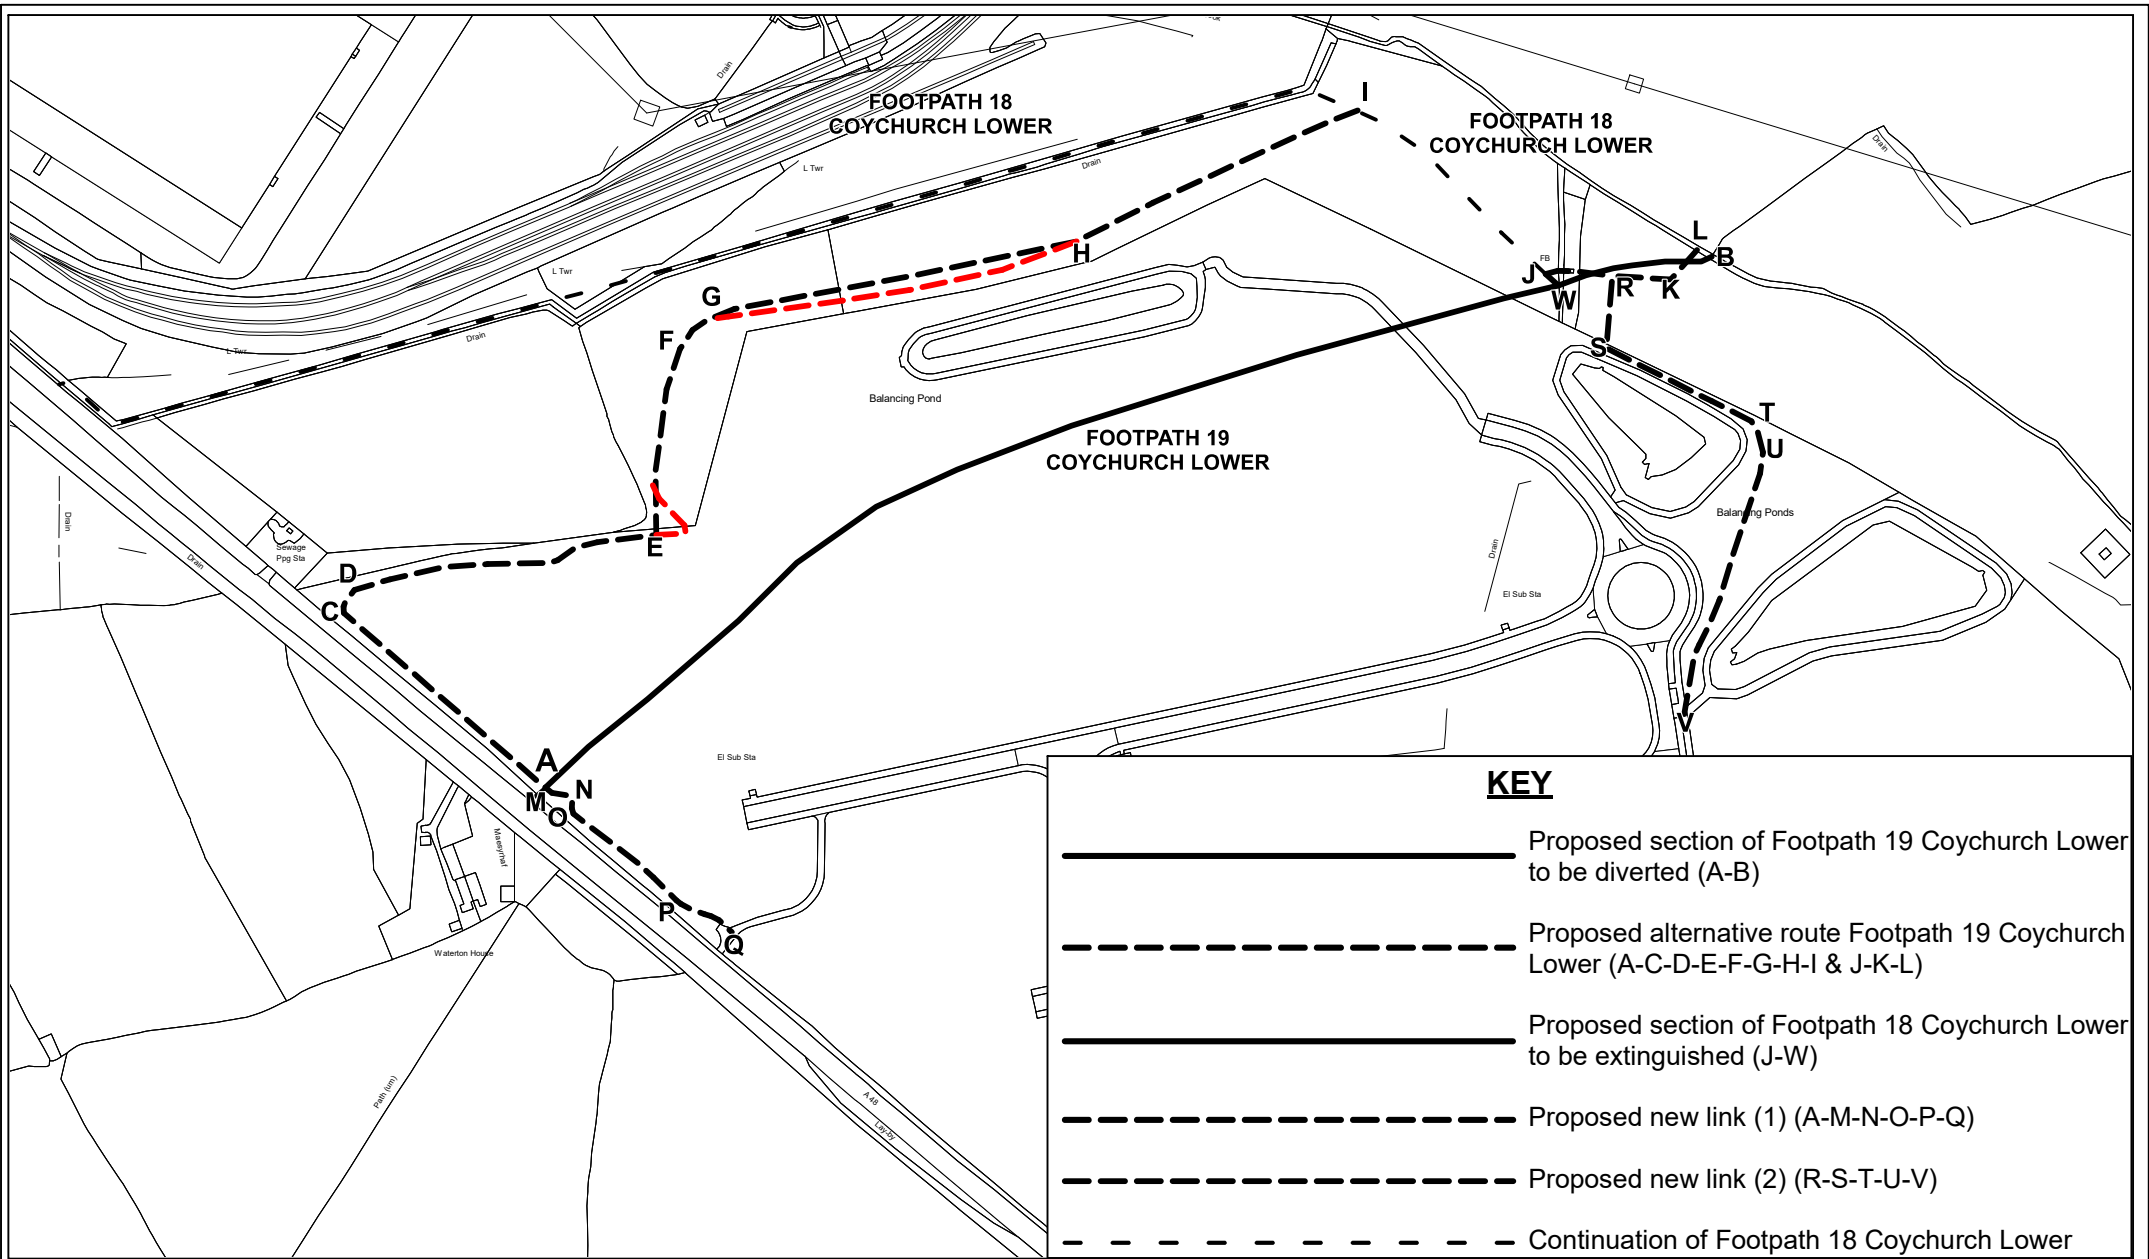 Drain
FOOTPATH 18
COYCHURCH LOWER
I
FOOTPATH 18
COYCHURCH LOWER
Drain
L Twr
Drain
L Twr
G
H
L
B
FB
J
W
R
K
F
Drain
L Twr
S
Balancing Pond
T
U
FOOTPATH 19
COYCHURCH LOWER
Drain
Balancing Ponds
Drain
Sewage
Ppg Sta
E
Drain
D
C
El Sub Sta
V
A
N
M
O
El Sub Sta
Maesyrhaf
P
Q
Waterton House
Path (um)
A 48
Lay-by
KEY
Proposed section of Footpath 19 Coychurch Lower
to be diverted (A-B)
Proposed alternative route Footpath 19 Coychurch
Lower (A-C-D-E-F-G-H-I & J-K-L)
Proposed section of Footpath 18 Coychurch Lower
to be extinguished (J-W)
Proposed new link (1) (A-M-N-O-P-Q)
Proposed new link (2) (R-S-T-U-V)
Continuation of Footpath 18 Coychurch Lower